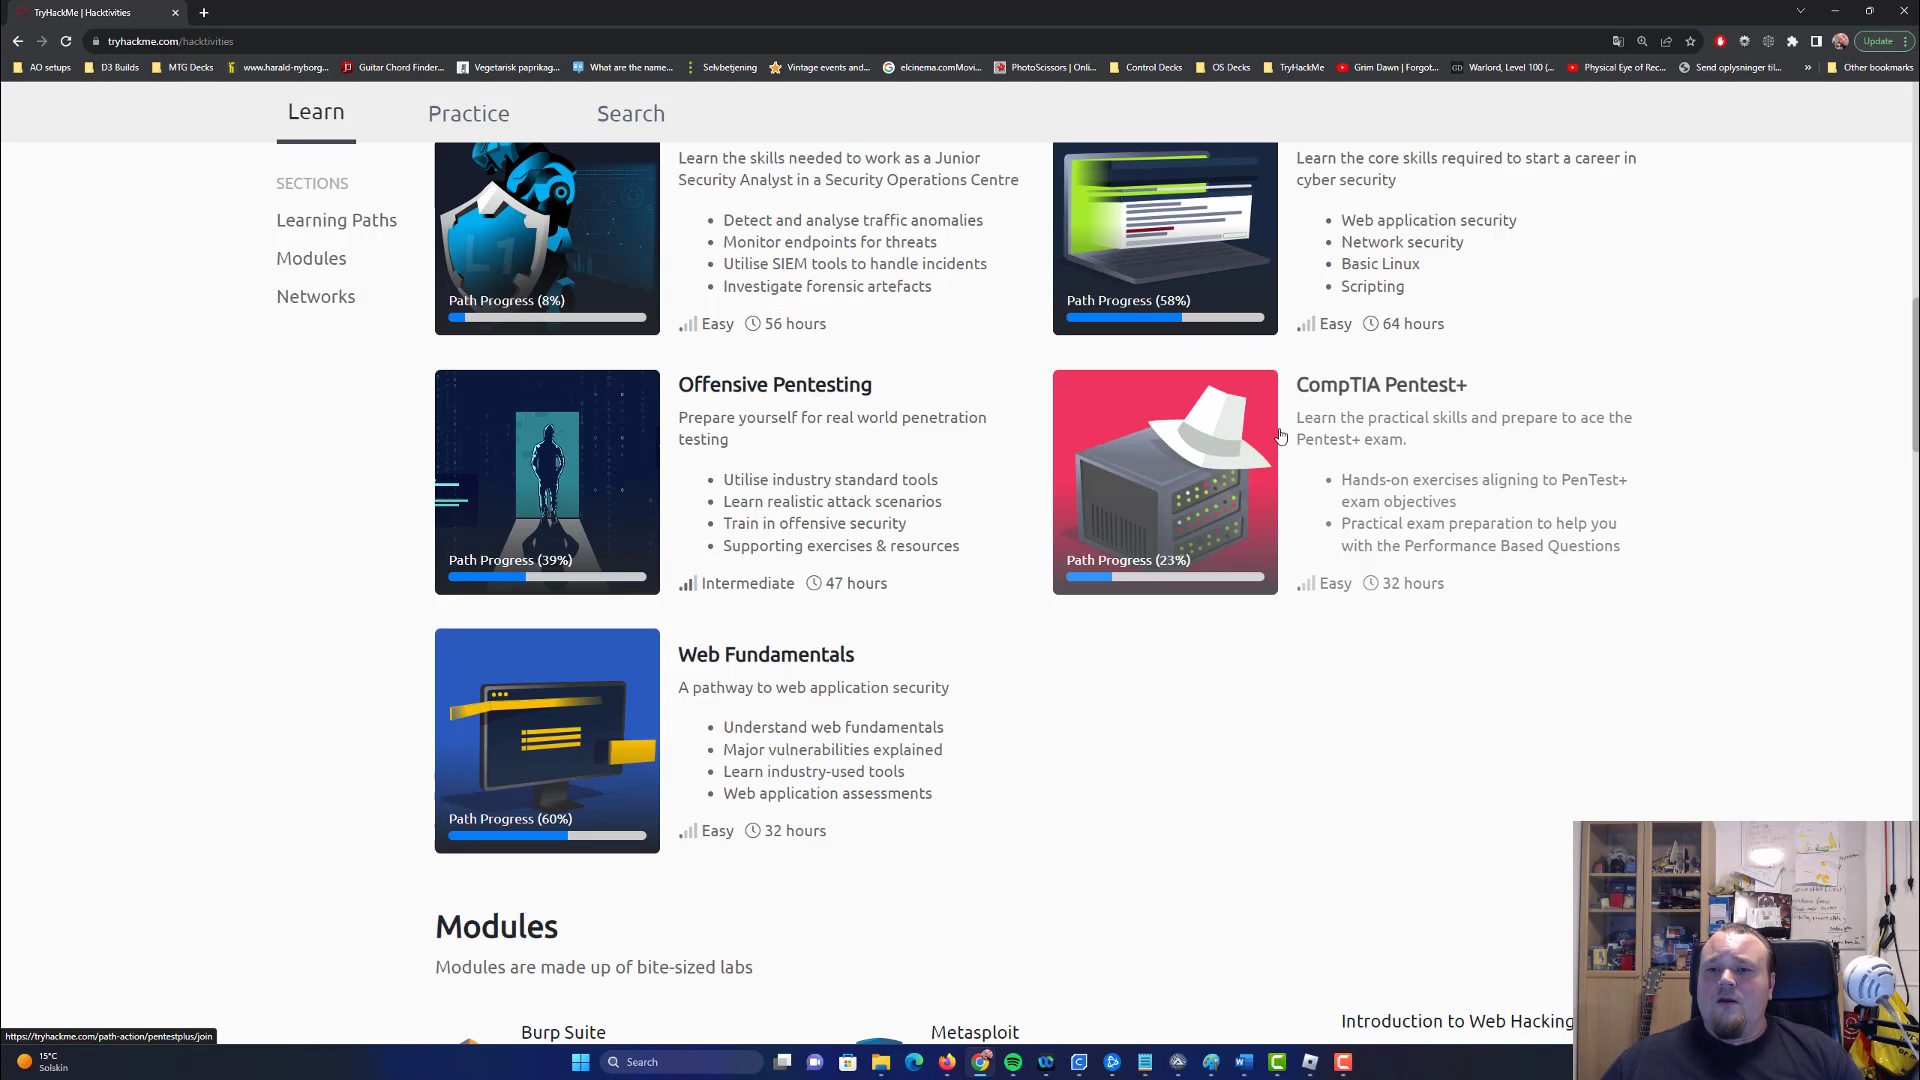 TryHackMe | Hacktivities
tryhackme.com/hacktivities
Update
AO setups
D3 Builds
MTG Decks
www.harald-nyborg...
Guitar Chord Finder...
Vegetarisk paprikag...
What are the name...
Selvbetjening
Vintage events and...
elcinema.comMovi...
PhotoScissors | Onli...
Control Decks
OS Decks
TryHackMe
Grim Dawn | Forgot...
Warlord, Level 100 (...
Physical Eye of Rec...
Send oplysninger til...
Other bookmarks
Learn
Practice
Search
SECTIONS
Learning Paths
Modules
Networks
L1
Path Progress (8%)
Learn the skills needed to work as a Junior
Security Analyst in a Security Operations Centre
• Detect and analyse traffic anomalies
• Monitor endpoints for threats
• Utilise SIEM tools to handle incidents
• Investigate forensic artefacts
Easy 56 hours
Path Progress (58%)
Learn the core skills required to start a career in
cyber security
• Web application security
• Network security
• Basic Linux
• Scripting
Easy 64 hours
Path Progress (39%)
Offensive Pentesting
Prepare yourself for real world penetration
testing
• Utilise industry standard tools
• Learn realistic attack scenarios
• Train in offensive security
• Supporting exercises & resources
Intermediate 47 hours
Path Progress (23%)
CompTIA Pentest+
Learn the practical skills and prepare to ace the
Pentest+ exam.
• Hands-on exercises aligning to PenTest+
exam objectives
• Practical exam preparation to help you
with the Performance Based Questions
Easy 32 hours
Path Progress (60%)
Web Fundamentals
A pathway to web application security
• Understand web fundamentals
• Major vulnerabilities explained
• Learn industry-used tools
• Web application assessments
Easy 32 hours
Modules
Modules are made up of bite-sized labs
Burp Suite
Metasploit
Introduction to Web Hacking
https://tryhackme.com/path-action/pentestplus/join
15°C
Solskin
Search